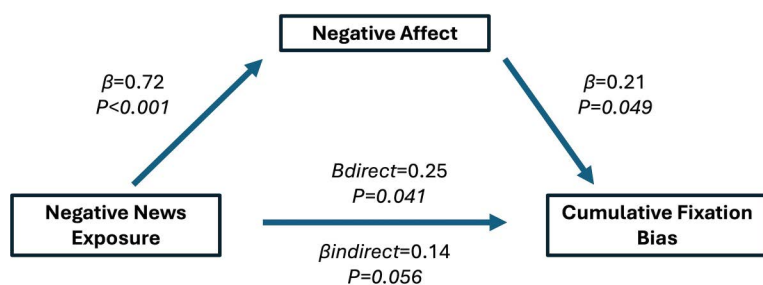 Negative Affect
β=0.72
P<0.001
β=0.21
P=0.049
Bdirect=0.25
P=0.041
Negative News
Exposure
Cumulative Fixation
Bias
βindirect=0.14
P=0.056